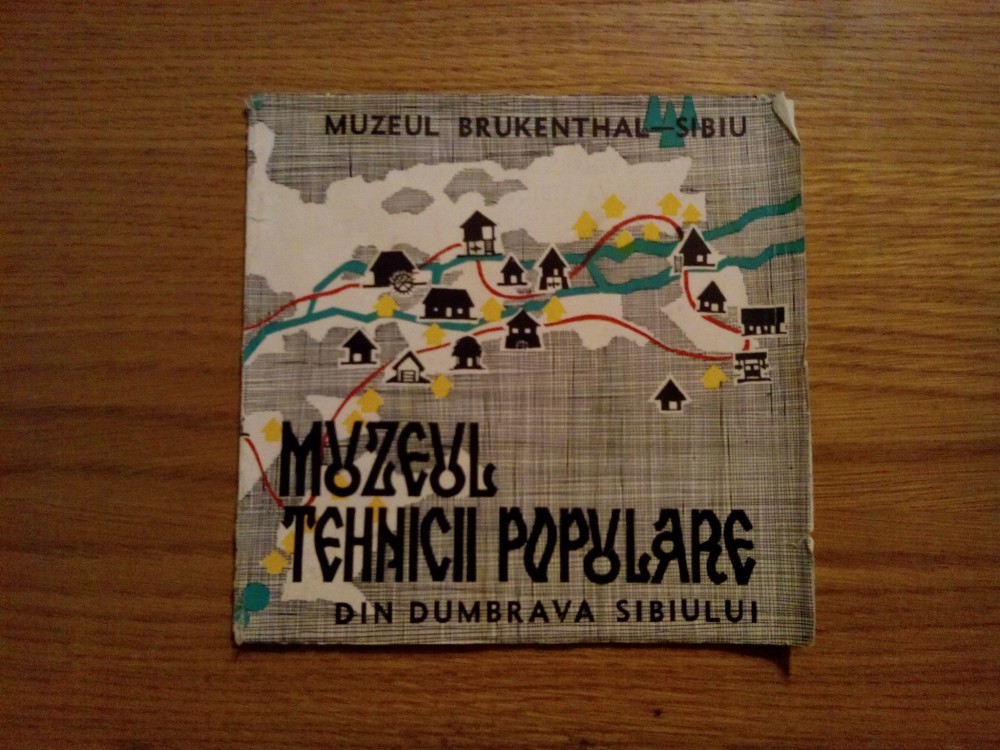 MUZEUL BRUKENTHAL—SIBIU
MUZEUL
TEHNICII POPULARE
DIN DUMBRAVA SIBIULUI